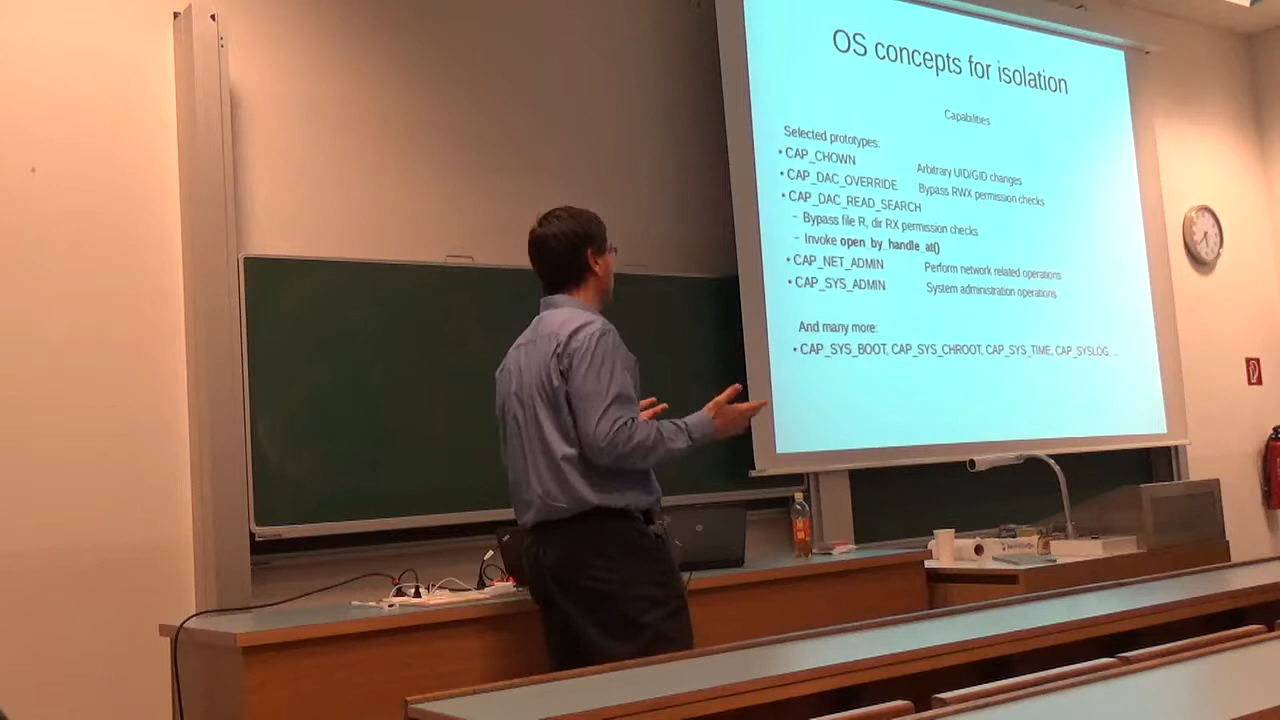 OS concepts for isolation
Capabilities
Selected prototypes:
• CAP_CHOWN Arbitrary UID/GID changes
• CAP_DAC_OVERRIDE Bypass RWX permission checks
• CAP_DAC_READ_SEARCH
– Bypass file R, dir RX permission checks
– Invoke open_by_handle_at()
• CAP_NET_ADMIN Perform network related operations
• CAP_SYS_ADMIN System administration operations
And many more:
• CAP_SYS_BOOT, CAP_SYS_CHROOT, CAP_SYS_TIME, CAP_SYSLOG, ...